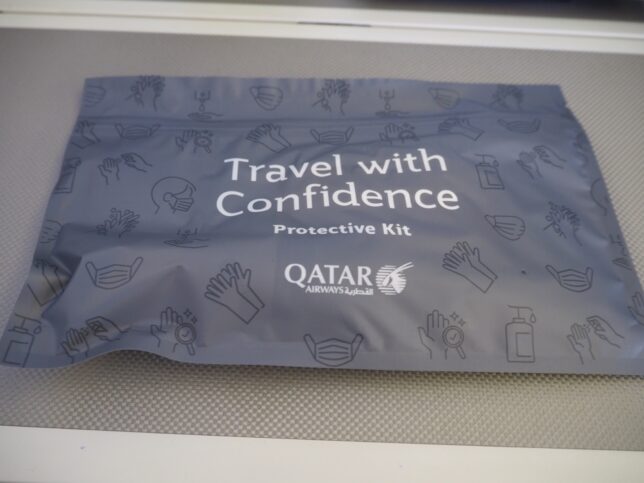 Travel with
Confidence
Protective Kit
QATAR
AIRWAYS القطرية